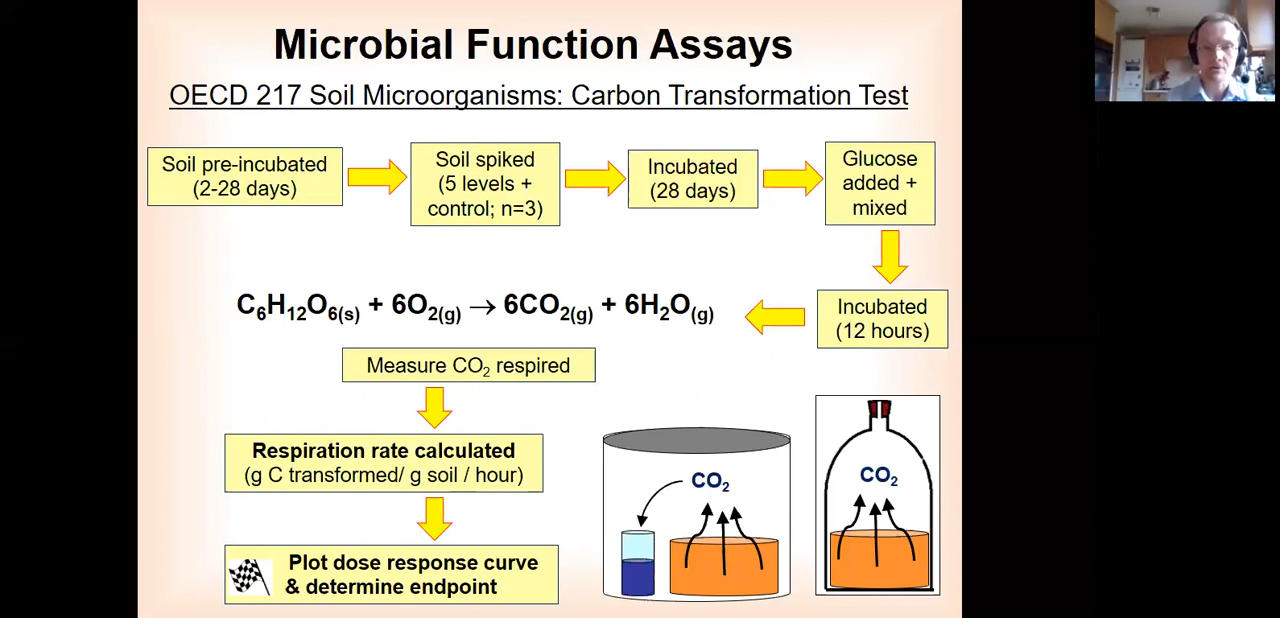 Microbial Function Assays
OECD 217 Soil Microorganisms: Carbon Transformation Test
Soil pre-incubated
(2-28 days)
Soil spiked
(5 levels +
control; n=3)
Incubated
(28 days)
Glucose
added +
mixed
Incubated
(12 hours)
C₆H₁₂O₆(s) + 6O₂(g) → 6CO₂(g) + 6H₂O(g)
Measure CO₂ respired
Respiration rate calculated
(g C transformed/ g soil / hour)
Plot dose response curve
& determine endpoint
CO₂
CO₂